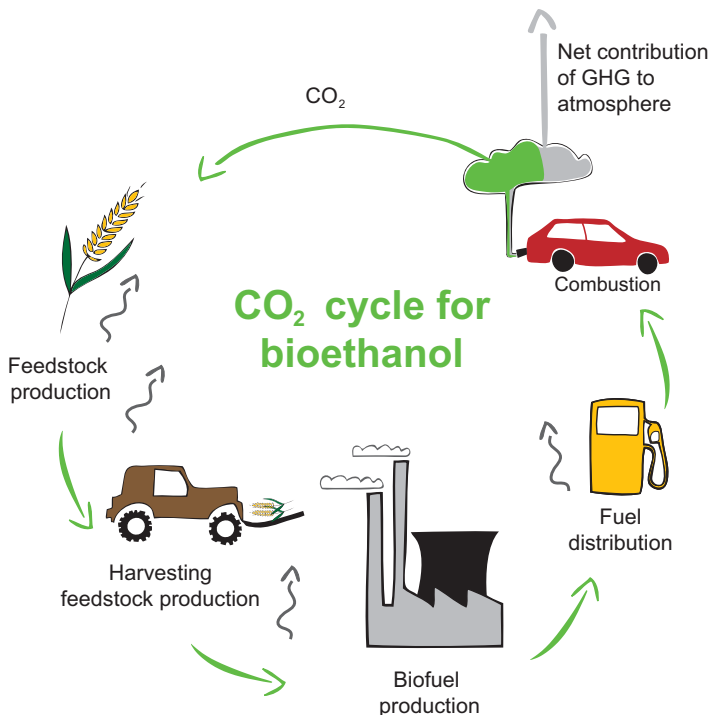 Net contribution
of GHG to
atmosphere
CO₂
Combustion
CO₂ cycle for
bioethanol
Feedstock
production
Harvesting
feedstock production
Fuel
distribution
Biofuel
production